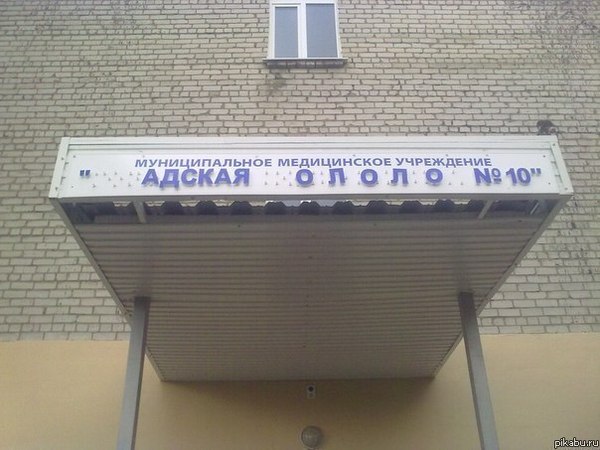 МУНИЦИПАЛЬНОЕ МЕДИЦИНСКОЕ УЧРЕЖДЕНИЕ
" АДСКАЯ ОЛОЛО №10"
pikabu.ru